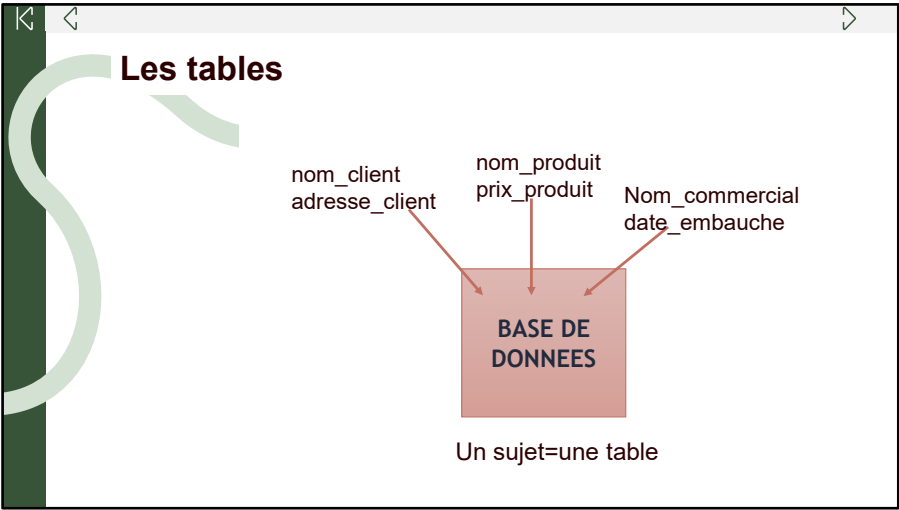 Les tables
nom_client
adresse_client
nom_produit
prix_produit
Nom_commercial
date_embauche
BASE DE
DONNEES
Un sujet=une table